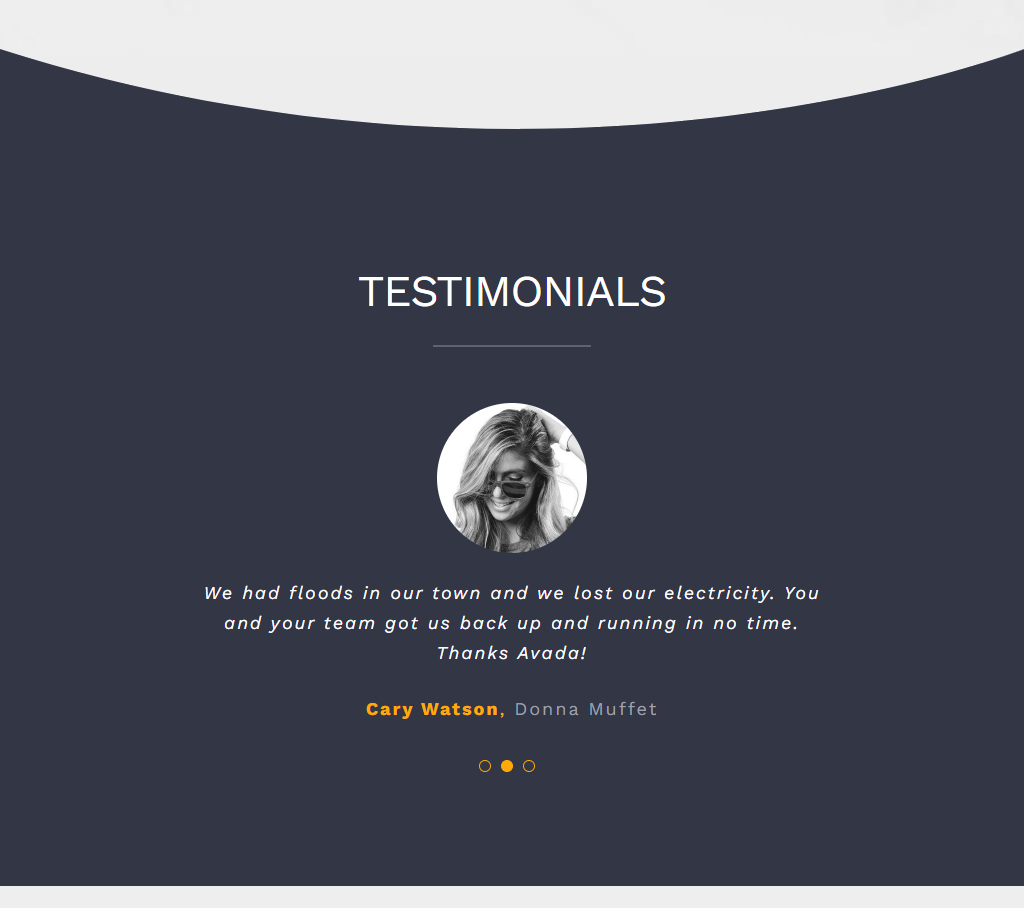 TESTIMONIALS
We had floods in our town and we lost our electricity. You
and your team got us back up and running in no time.
Thanks Avada!
Cary Watson, Donna Muffet